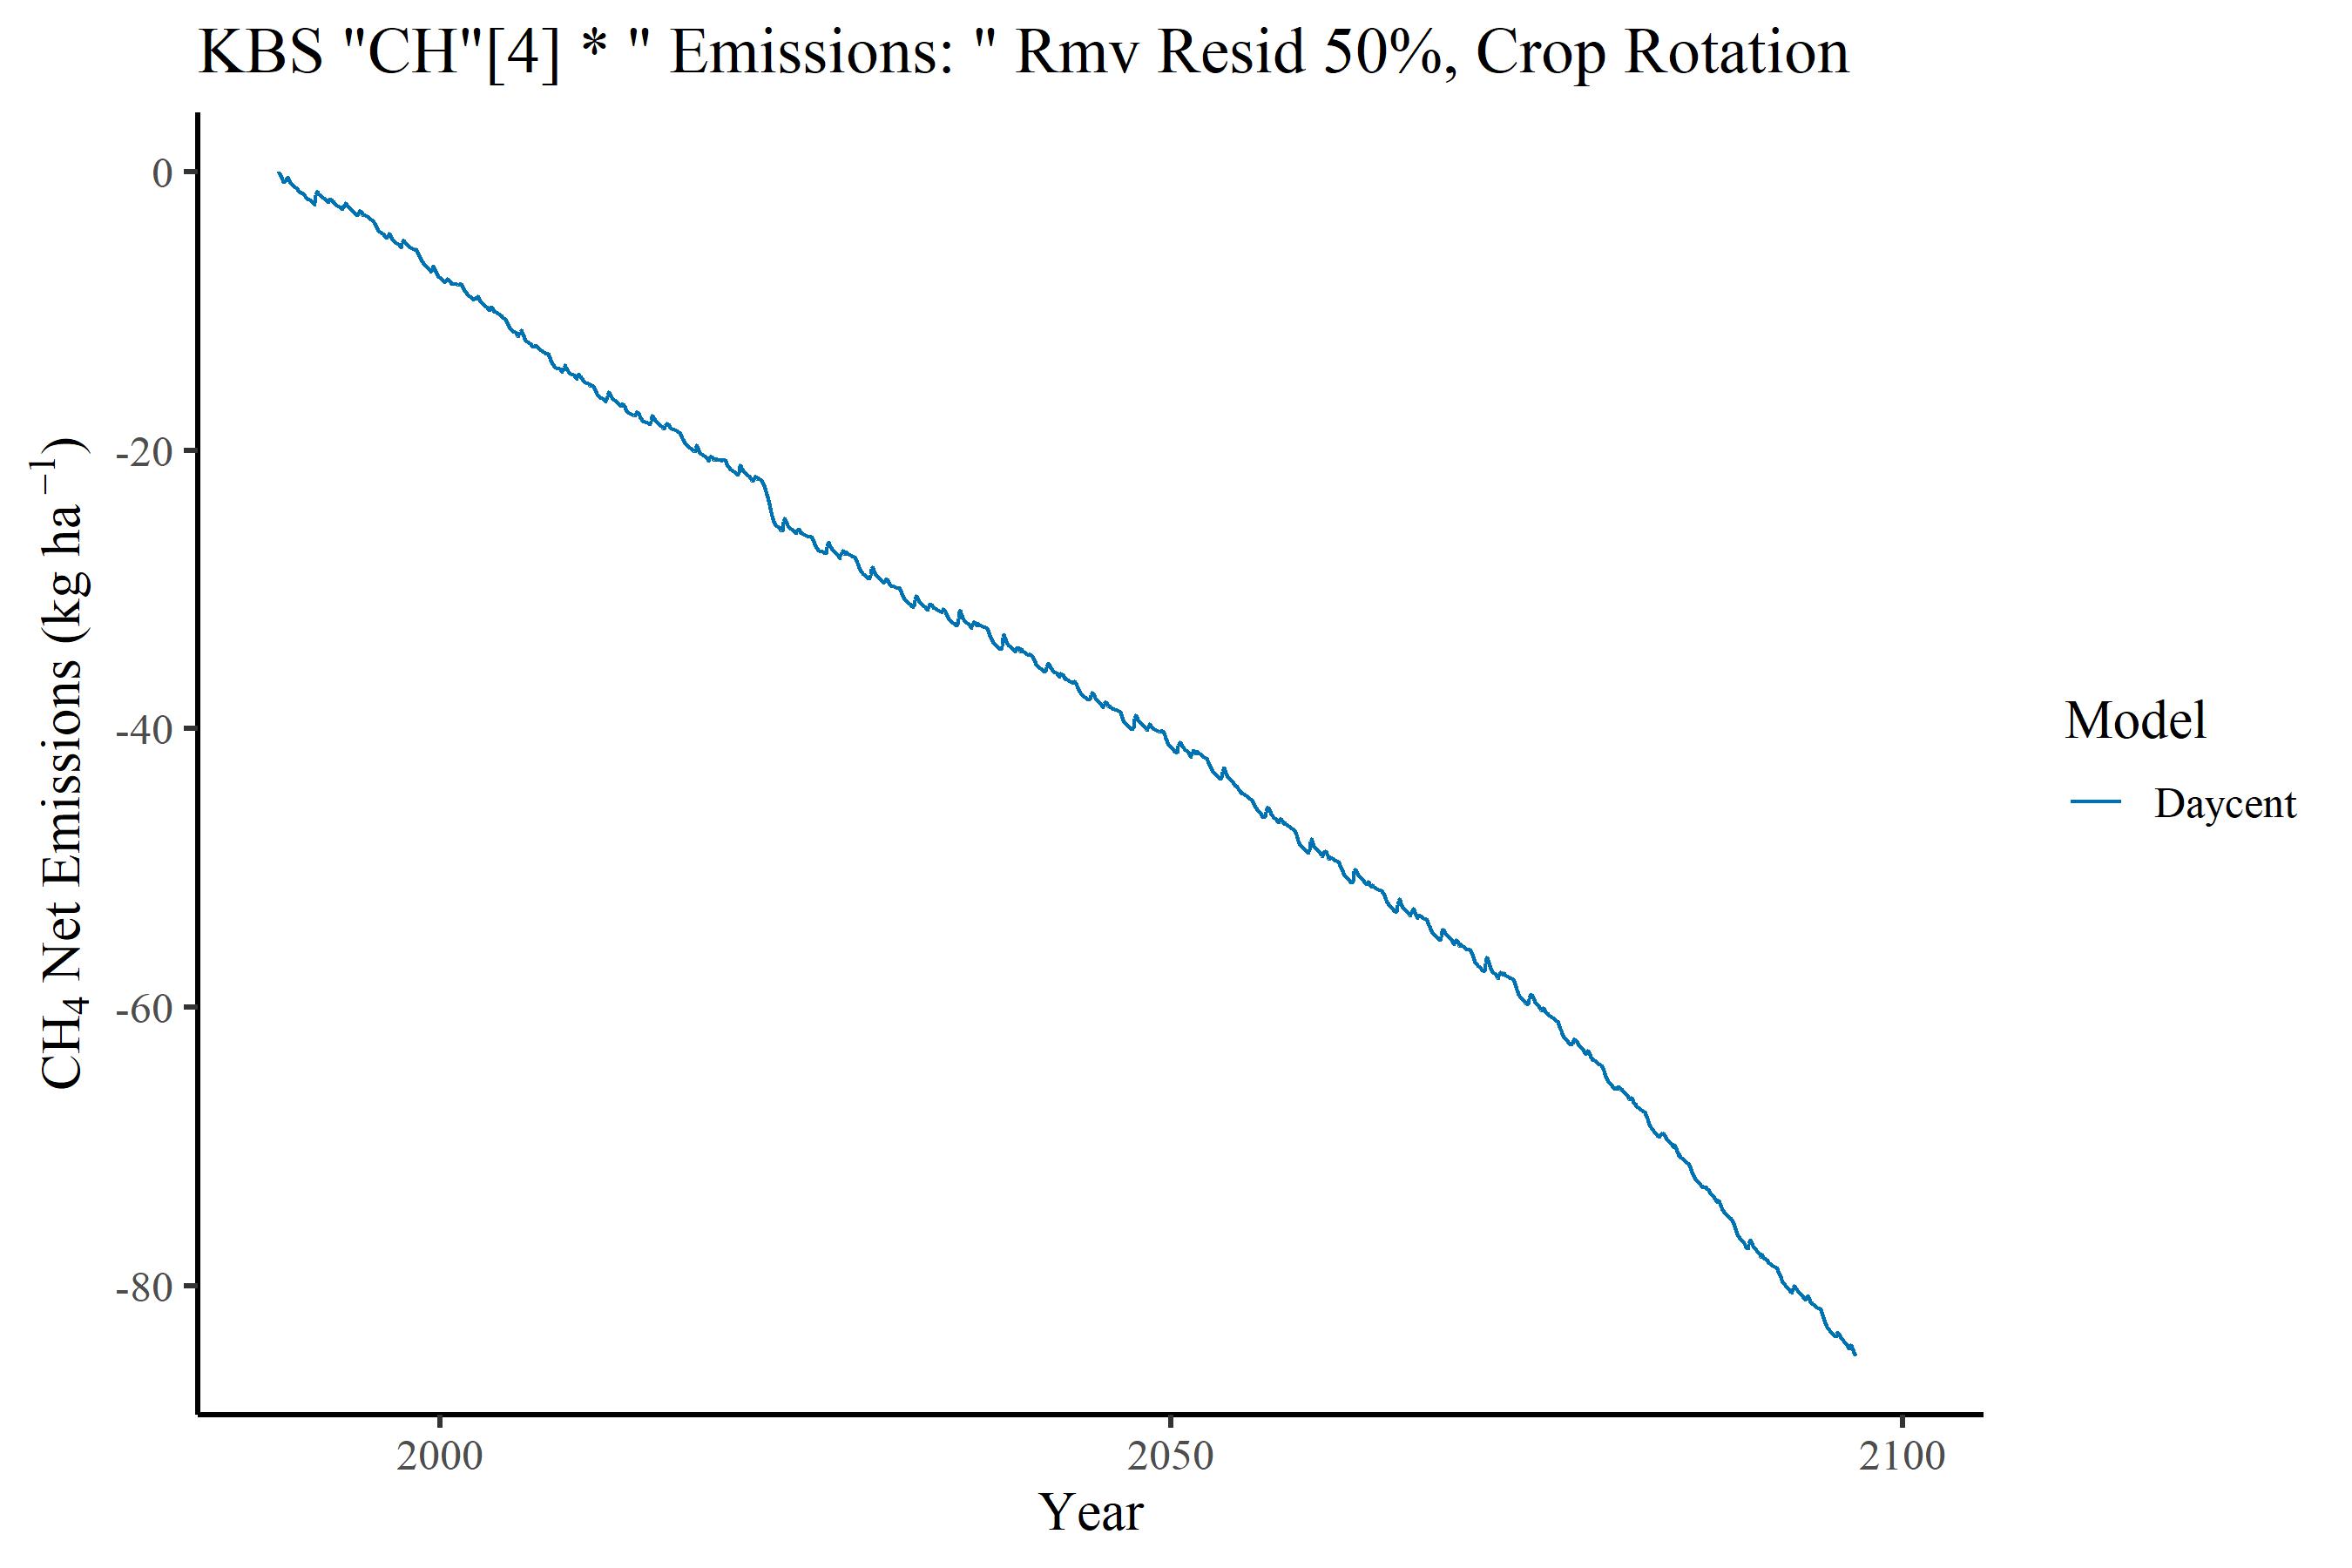 KBS "CH"[4] * " Emissions: " Rmv Resid 50%, Crop Rotation
CH₄ Net Emissions (kg ha ⁻¹)
0
-20
-40
-60
-80
2000
2050
2100
Year
Model
Daycent